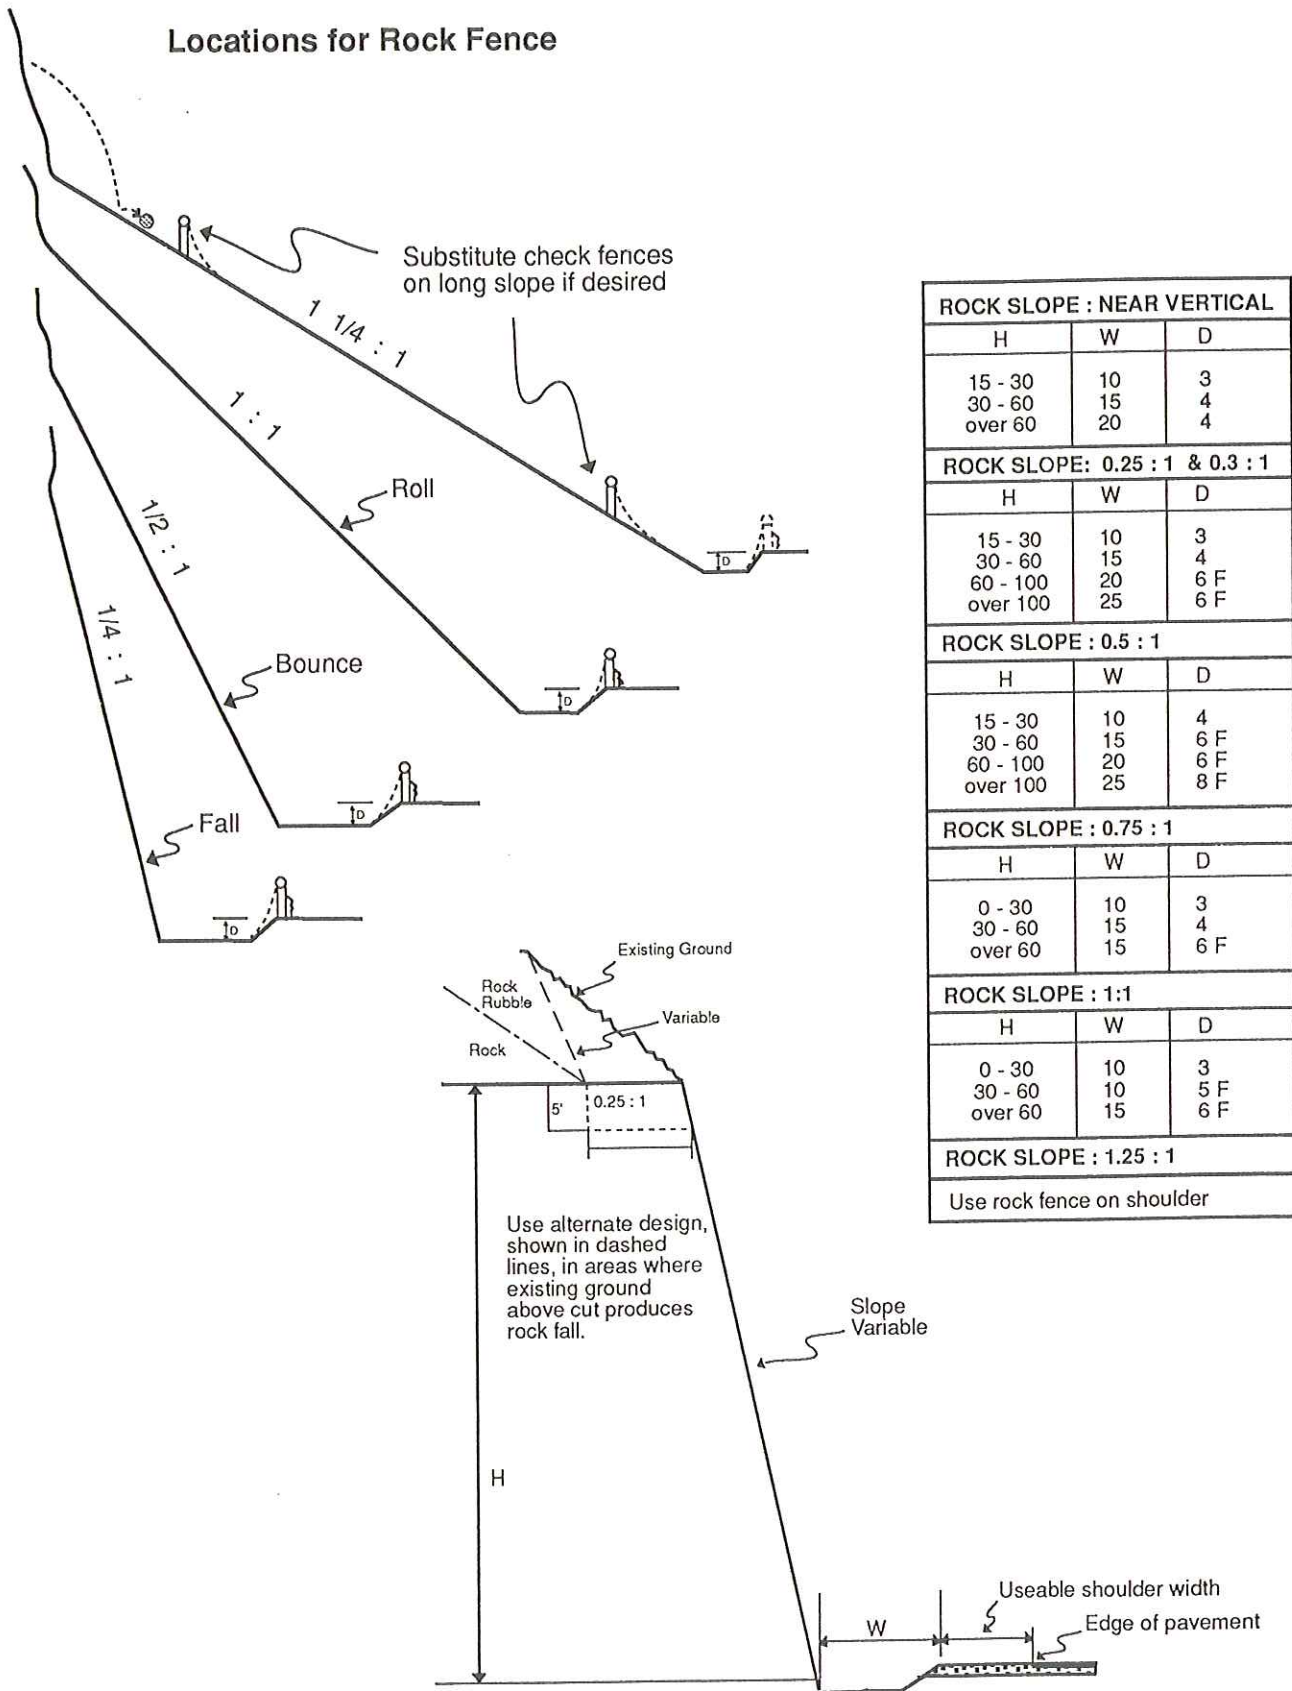 Locations for Rock Fence
Substitute check fences
on long slope if desired
1 1/4 : 1
1 : 1
Roll
1/2 : 1
Bounce
1/4 : 1
Fall
D
D
D
D
ROCK SLOPE : NEAR VERTICAL
H W D
15 - 30 10 3
30 - 60 15 4
over 60 20 4
ROCK SLOPE: 0.25 : 1 & 0.3 : 1
H W D
15 - 30 10 3
30 - 60 15 4
60 - 100 20 6 F
over 100 25 6 F
ROCK SLOPE : 0.5 : 1
H W D
15 - 30 10 4
30 - 60 15 6 F
60 - 100 20 6 F
over 100 25 8 F
ROCK SLOPE : 0.75 : 1
H W D
0 - 30 10 3
30 - 60 15 4
over 60 15 6 F
ROCK SLOPE : 1:1
H W D
0 - 30 10 3
30 - 60 10 5 F
over 60 15 6 F
ROCK SLOPE : 1.25 : 1
Use rock fence on shoulder
Existing Ground
Rock
Rubble
Variable
Rock
5'
0.25 : 1
Use alternate design,
shown in dashed
lines, in areas where
existing ground
above cut produces
rock fall.
Slope
Variable
H
W
Useable shoulder width
Edge of pavement